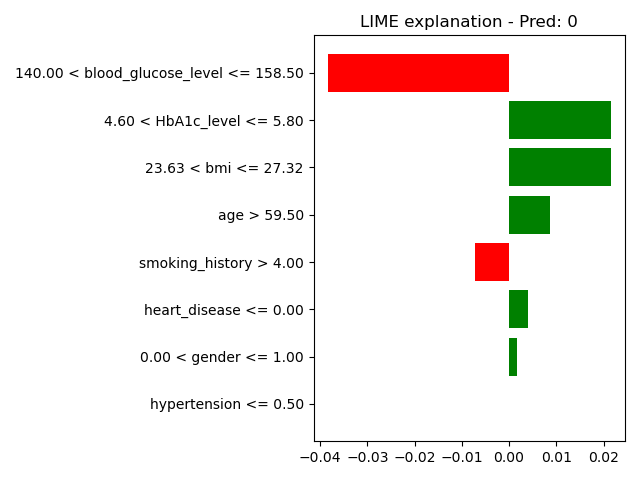 LIME explanation - Pred: 0
140.00 < blood_glucose_level <= 158.50
4.60 < HbA1c_level <= 5.80
23.63 < bmi <= 27.32
age > 59.50
smoking_history > 4.00
heart_disease <= 0.00
0.00 < gender <= 1.00
hypertension <= 0.50
−0.04 −0.03 −0.02 −0.01 0.00 0.01 0.02